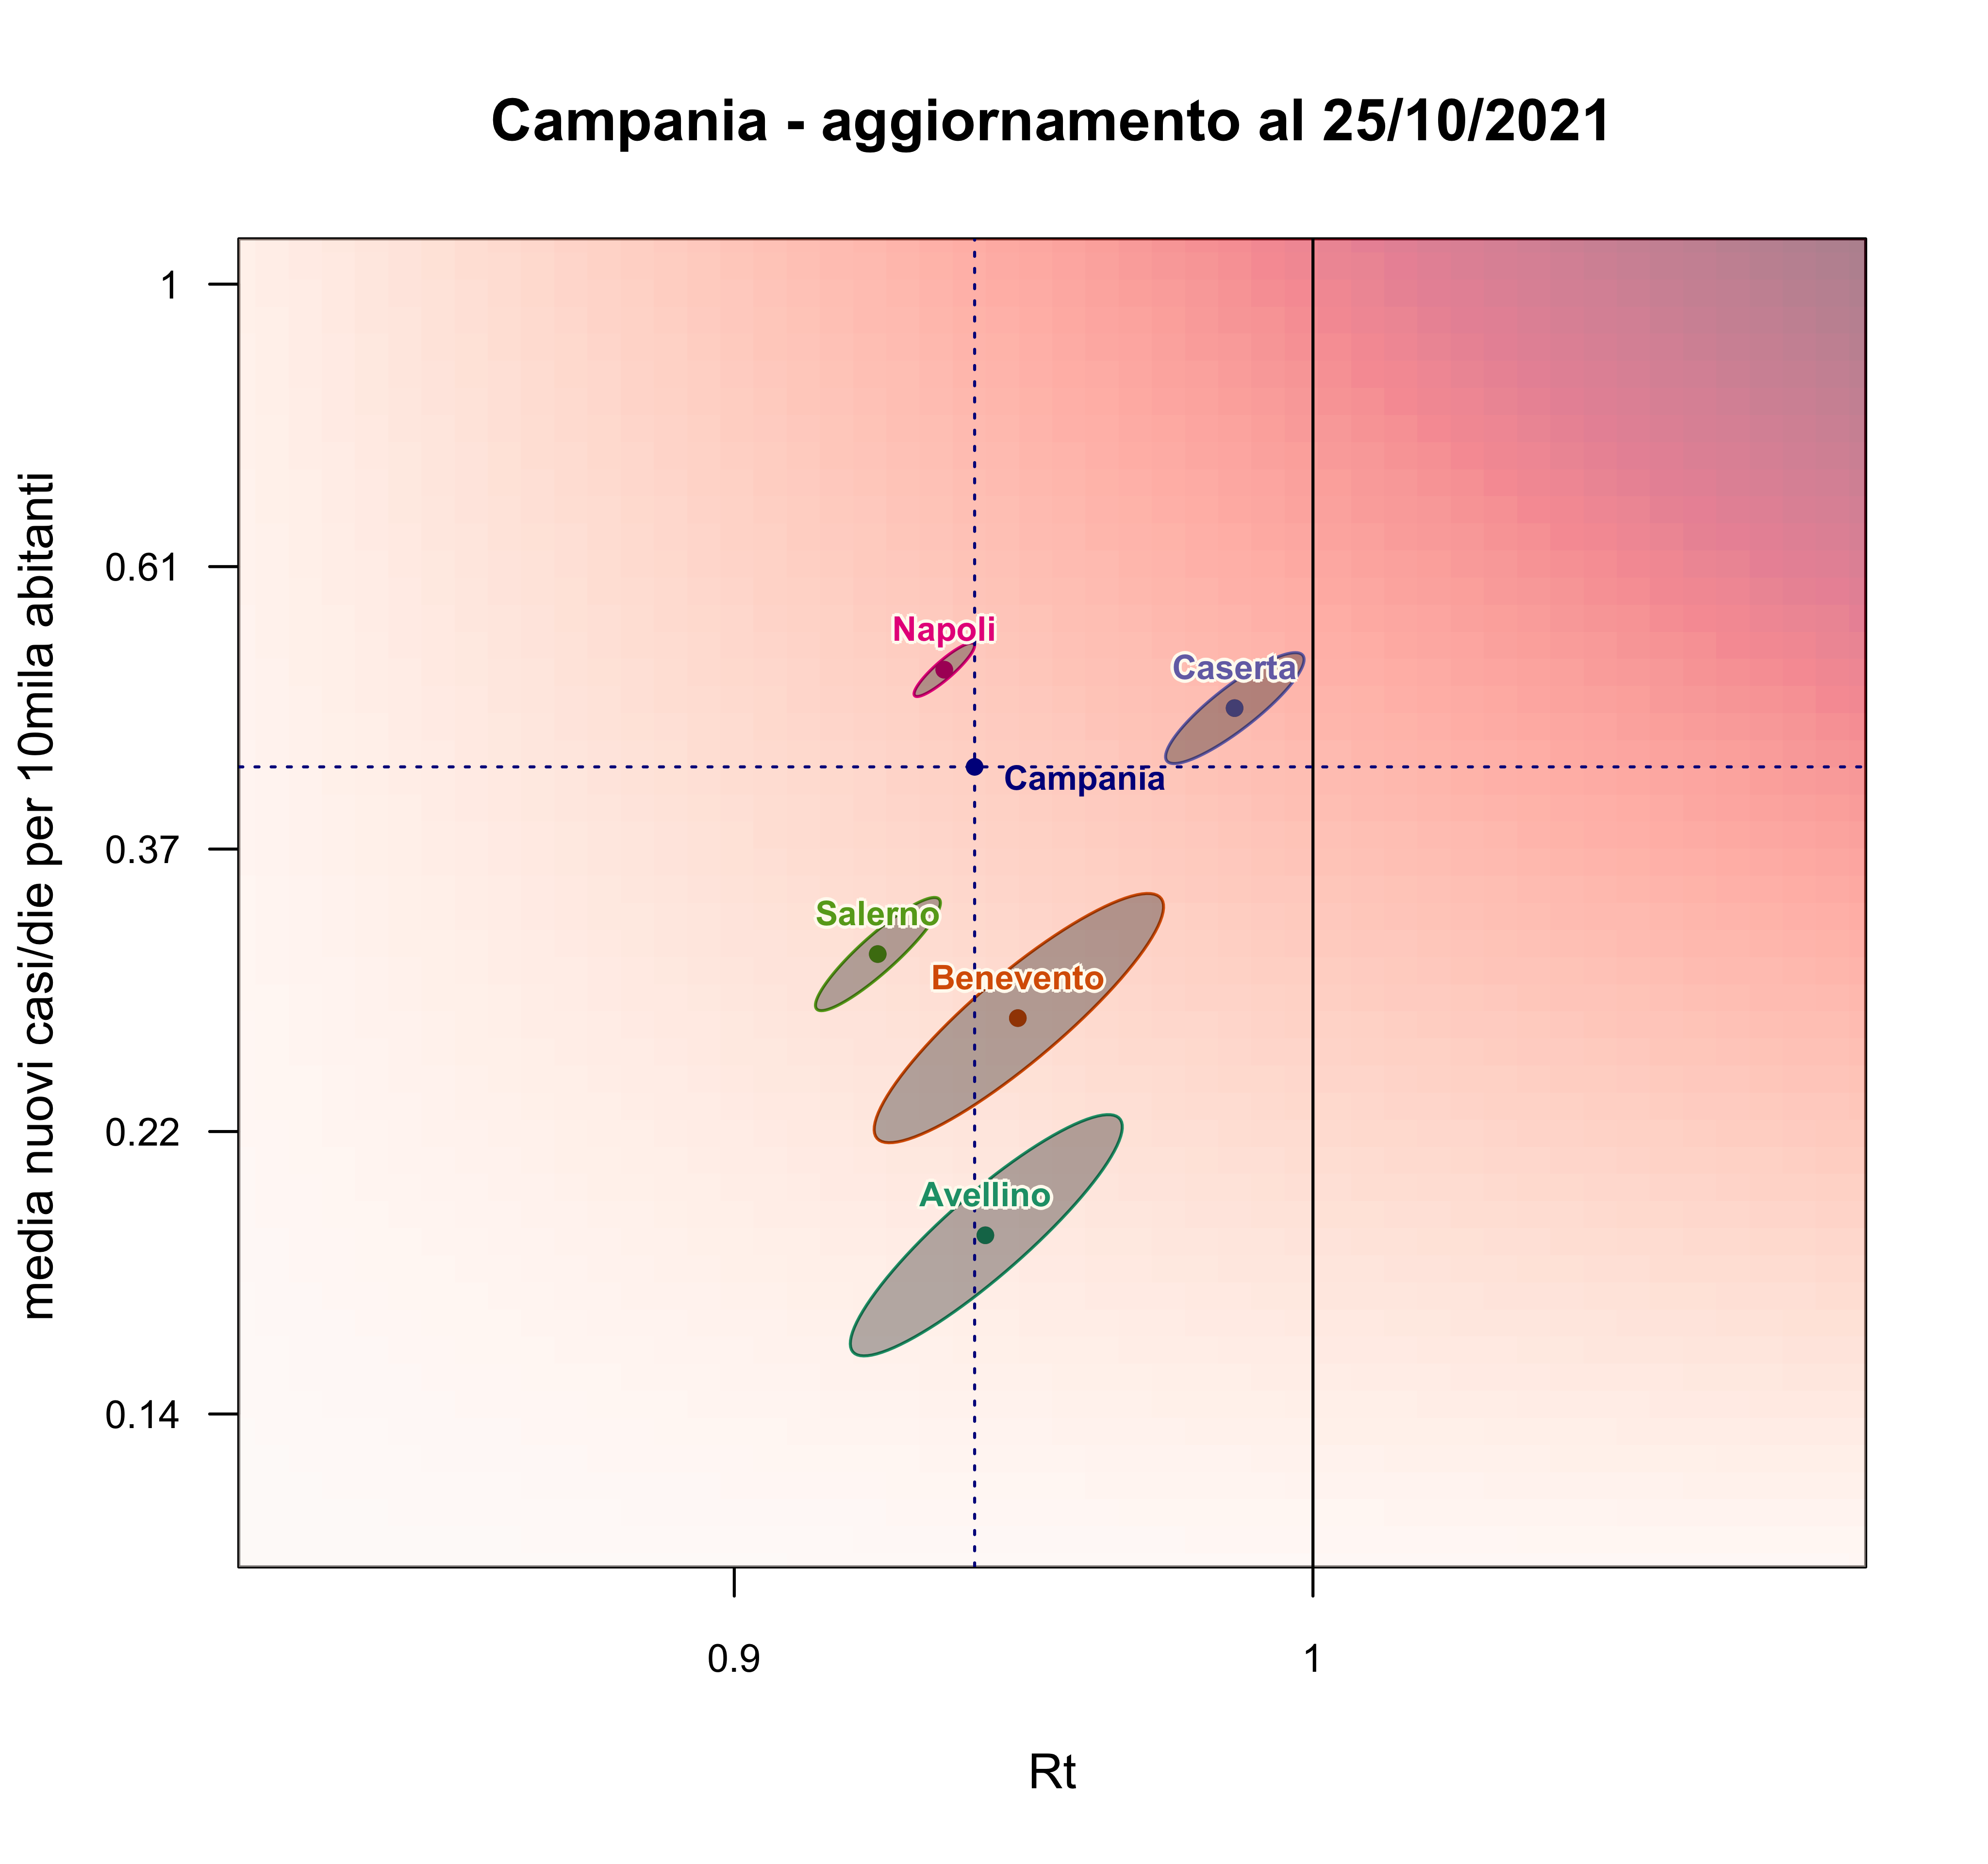 Campania - aggiornamento al 25/10/2021
media nuovi casi/die per 10mila abitanti
1
0.61
0.37
0.22
0.14
Napoli
Caserta
Campania
Salerno
Benevento
Avellino
0.9
1
Rt